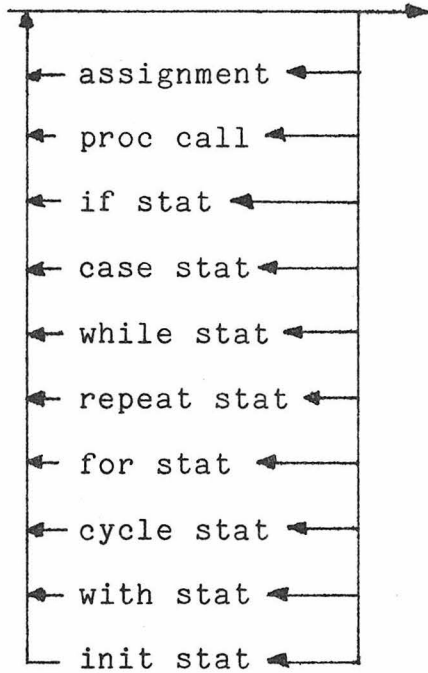 assignment
proc call
if stat
case stat
while stat
repeat stat
for stat
cycle stat
with stat
init stat